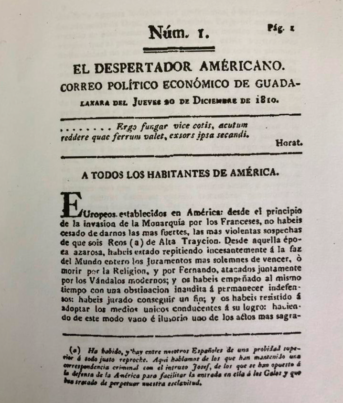 Núm. 1.
Pág. 1
EL DESPERTADOR AMÉRICANO.
CORREO POLÍTICO ECONÓMICO DE GUADA-
LAXARA DEL JUEVES 20 DE DICIEMBRE DE 1810.
. . . . . . . . Ergo fungar vice cotis, acutum
reddere quae ferrum valet, exsors ipsa secandi.
Horat.
A TODOS LOS HABITANTES DE AMÉRICA.
EUropeos establecidos en América: desde el principio
de la invasion de la Monarquía por los Franceses, no habeis
cesado de darnos las mas fuertes, las mas violentas sospechas
de que sois Reos (a) de Alta Traycion. Desde aquella épo-
ca azarosa, habeis estado repitiendo incesantemente á la faz
del Mundo entero los Juramentos mas solemnes de vencer, ò
morir por la Religion, y por Fernando, atacados juntamente
por los Vándalos modernos; y os habeis empeñado al mismo
tiempo con una obstinacion inandita á permanecer indefen-
sos: habeis jurado conseguir un fin; y os habeis resistido á
adoptar los medios unicos conducentes á su logro: hacien-
do de este modo vano é ilusorio uno de los actos mas sagra-
(a) Ha habido, y hay entre nosotros Españoles de una probidad supe-
rior á todo justo reproche. Aquí hablamos de los que han mantenido una
correspondencia criminal con el intruso Josef, de los que se han opuesto á
la defensa de la América para facilitar la entrada en ella á los Galos y que
han tratado de perpetuar nuestra esclavitud.